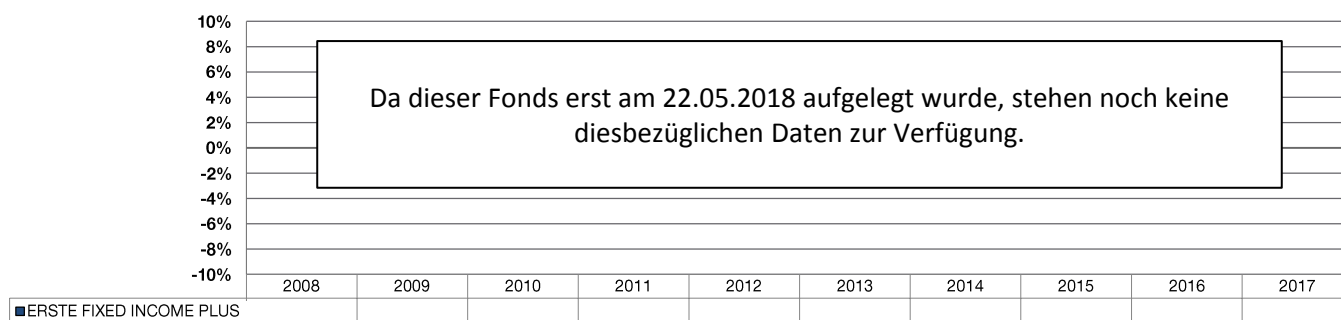 10%
8%
6%
4%
2%
0%
-2%
-4%
-6%
-8%
-10%
Da dieser Fonds erst am 22.05.2018 aufgelegt wurde, stehen noch keine
diesbezüglichen Daten zur Verfügung.
2008 2009 2010 2011 2012 2013 2014 2015 2016 2017
ERSTE FIXED INCOME PLUS